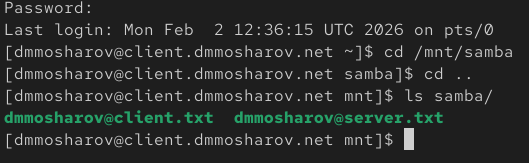 Password:
Last login: Mon Feb  2 12:36:15 UTC 2026 on pts/0
[dmmosharov@client.dmmosharov.net ~]$ cd /mnt/samba
[dmmosharov@client.dmmosharov.net samba]$ cd ..
[dmmosharov@client.dmmosharov.net mnt]$ ls samba/
dmmosharov@client.txt  dmmosharov@server.txt
[dmmosharov@client.dmmosharov.net mnt]$